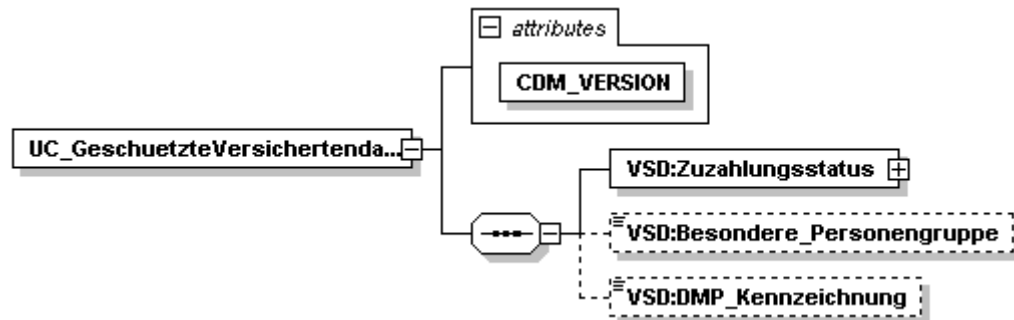 attributes
CDM_VERSION
UC_GeschuetzteVersichertenda...
VSD:Zuzahlungsstatus
VSD:Besondere_Personengruppe
VSD:DMP_Kennzeichnung